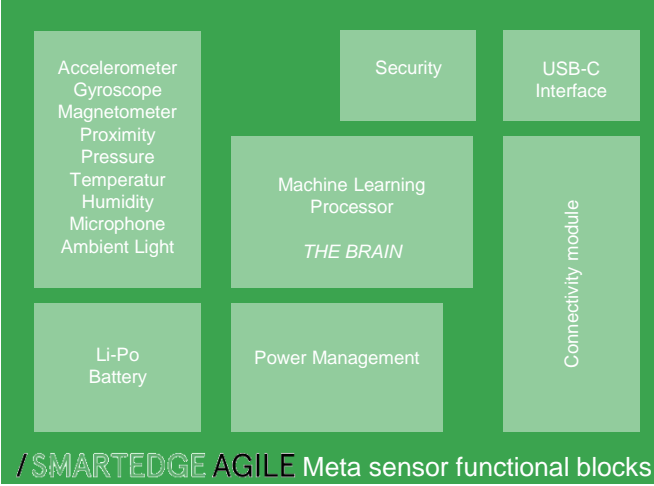 Accelerometer
Gyroscope
Magnetometer
Proximity
Pressure
Temperatur
Humidity
Microphone
Ambient Light
Security
USB-C
Interface
Machine Learning
Processor
THE BRAIN
Connectivity module
Li-Po
Battery
Power Management
/ SMARTEDGE AGILE Meta sensor functional blocks